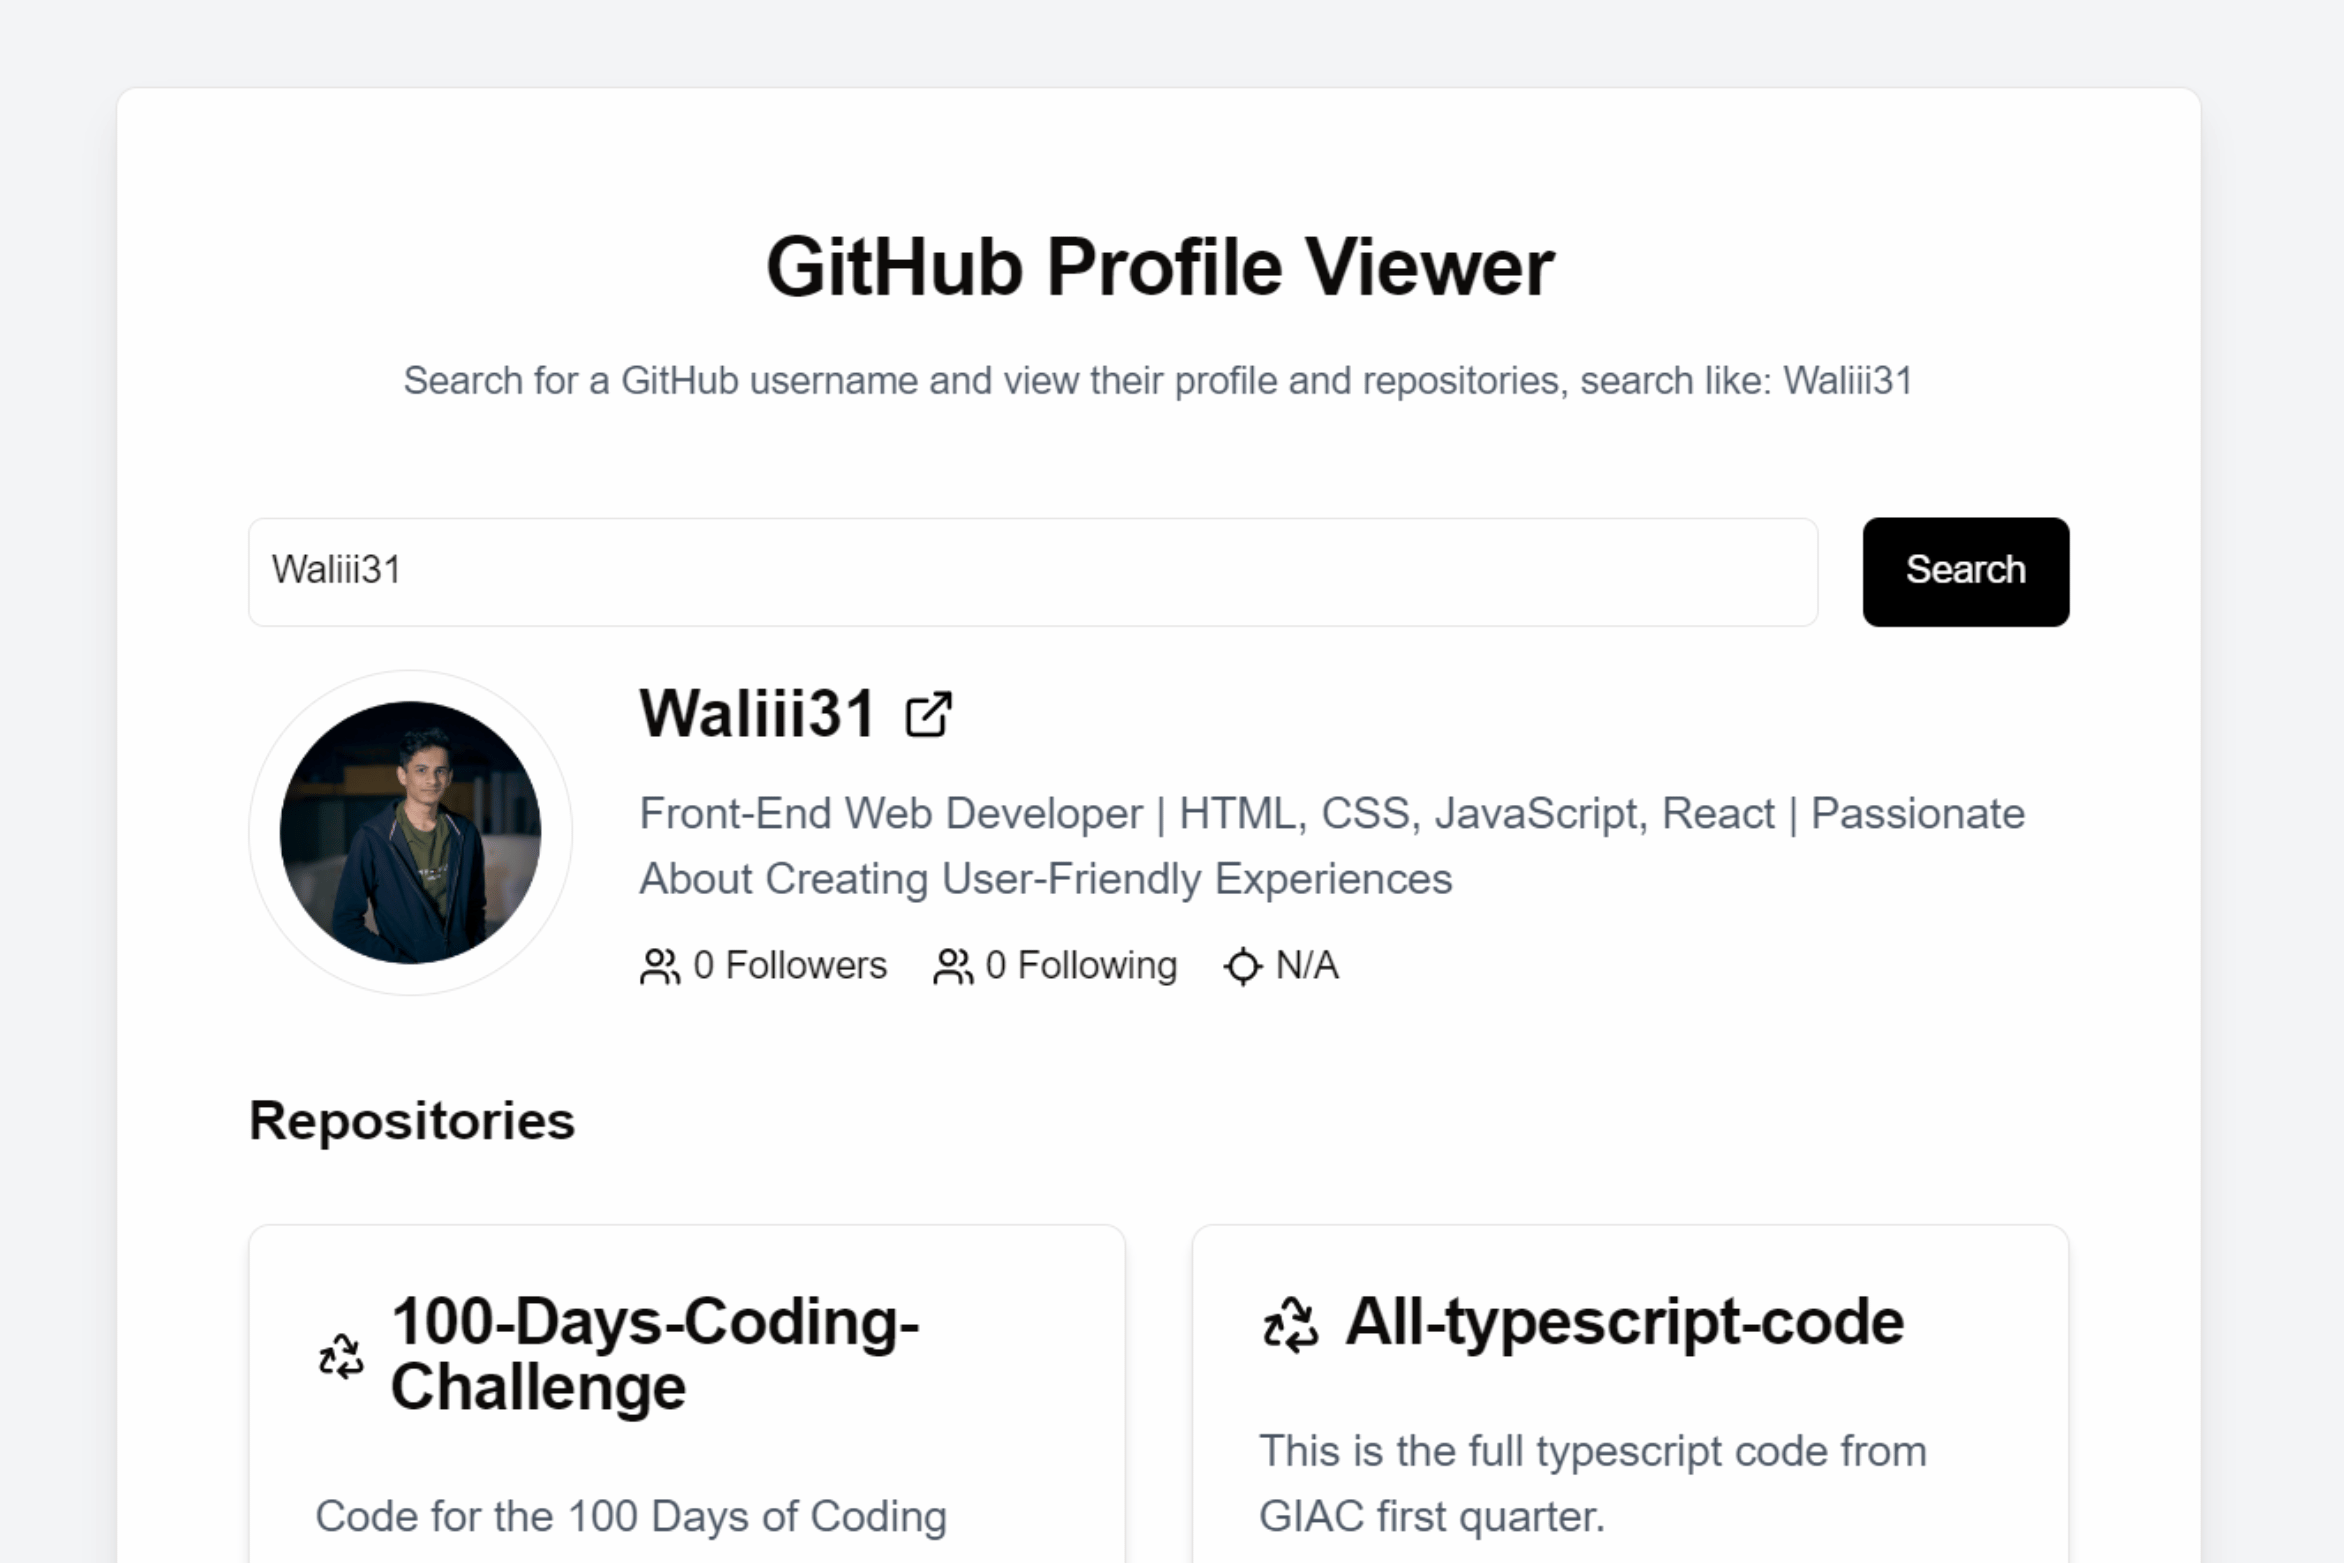 GitHub Profile Viewer
Search for a GitHub username and view their profile and repositories, search like: Waliii31
Waliii31
Search
Waliii31
Front-End Web Developer | HTML, CSS, JavaScript, React | Passionate
About Creating User-Friendly Experiences
0 Followers 0 Following N/A
Repositories
100-Days-Coding-
Challenge
Code for the 100 Days of Coding
All-typescript-code
This is the full typescript code from
GIAC first quarter.